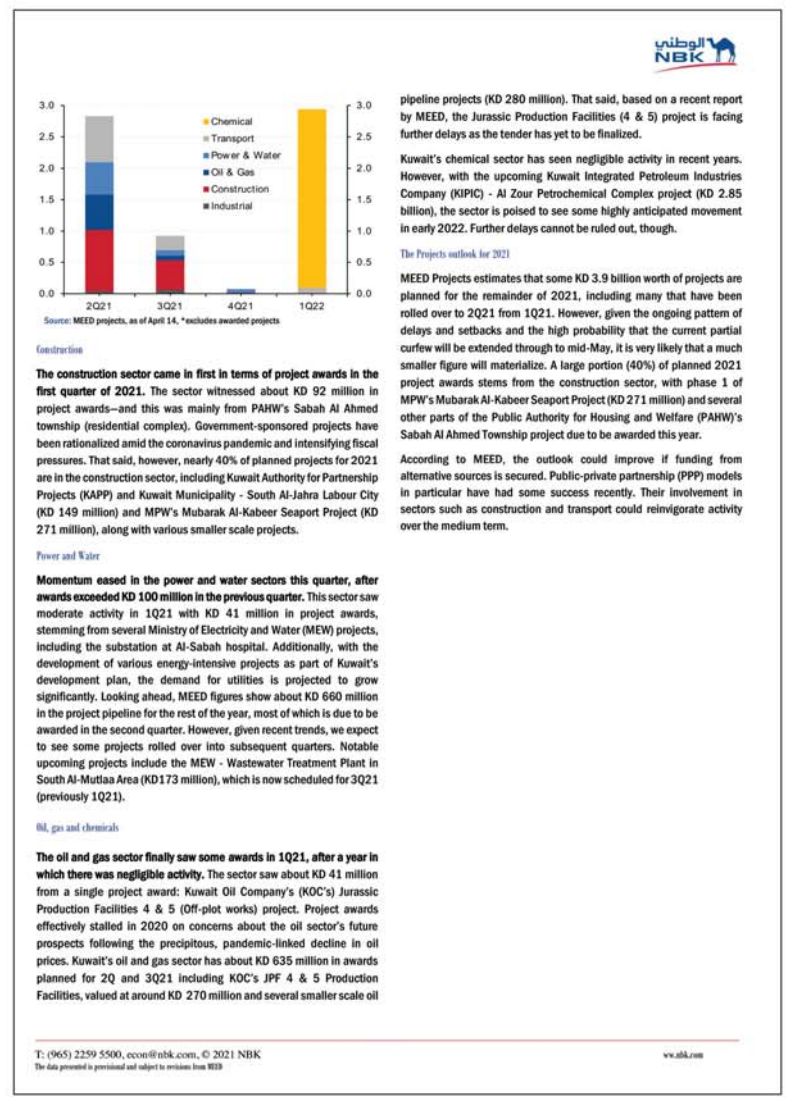 الوطني
NBK
3.0
2.5
2.0
1.5
1.0
0.5
0.0
Chemical
Transport
Power & Water
Oil & Gas
Construction
Industrial
3.0
2.5
2.0
1.5
1.0
0.5
0.0
2Q21 3Q21 4Q21 1Q22
Source: MEED projects, as of April 14, *excludes awarded projects
Construction
The construction sector came in first in terms of project awards in the
first quarter of 2021. The sector witnessed about KD 92 million in
project awards—and this was mainly from PAHW's Sabah Al Ahmed
township (residential complex). Government-sponsored projects have
been rationalized amid the coronavirus pandemic and intensifying fiscal
pressures. That said, however, nearly 40% of planned projects for 2021
are in the construction sector, including Kuwait Authority for Partnership
Projects (KAPP) and Kuwait Municipality - South Al-Jahra Labour City
(KD 149 million) and MPW's Mubarak Al-Kabeer Seaport Project (KD
271 million), along with various smaller scale projects.
Power and Water
Momentum eased in the power and water sectors this quarter, after
awards exceeded KD 100 million in the previous quarter. This sector saw
moderate activity in 1Q21 with KD 41 million in project awards,
stemming from several Ministry of Electricity and Water (MEW) projects,
including the substation at Al-Sabah hospital. Additionally, with the
development of various energy-intensive projects as part of Kuwait's
development plan, the demand for utilities is projected to grow
significantly. Looking ahead, MEED figures show about KD 660 million
in the project pipeline for the rest of the year, most of which is due to be
awarded in the second quarter. However, given recent trends, we expect
to see some projects rolled over into subsequent quarters. Notable
upcoming projects include the MEW - Wastewater Treatment Plant in
South Al-Mutlaa Area (KD173 million), which is now scheduled for 3Q21
(previously 1Q21).
Oil, gas and chemicals
The oil and gas sector finally saw some awards in 1Q21, after a year in
which there was negligible activity. The sector saw about KD 41 million
from a single project award: Kuwait Oil Company's (KOC's) Jurassic
Production Facilities 4 & 5 (Off-plot works) project. Project awards
effectively stalled in 2020 on concerns about the oil sector's future
prospects following the precipitous, pandemic-linked decline in oil
prices. Kuwait's oil and gas sector has about KD 635 million in awards
planned for 2Q and 3Q21 including KOC's JPF 4 & 5 Production
Facilities, valued at around KD 270 million and several smaller scale oil
pipeline projects (KD 280 million). That said, based on a recent report
by MEED, the Jurassic Production Facilities (4 & 5) project is facing
further delays as the tender has yet to be finalized.
Kuwait's chemical sector has seen negligible activity in recent years.
However, with the upcoming Kuwait Integrated Petroleum Industries
Company (KIPIC) - Al Zour Petrochemical Complex project (KD 2.85
billion), the sector is poised to see some highly anticipated movement
in early 2022. Further delays cannot be ruled out, though.
The Projects outlook for 2021
MEED Projects estimates that some KD 3.9 billion worth of projects are
planned for the remainder of 2021, including many that have been
rolled over to 2Q21 from 1Q21. However, given the ongoing pattern of
delays and setbacks and the high probability that the current partial
curfew will be extended through to mid-May, it is very likely that a much
smaller figure will materialize. A large portion (40%) of planned 2021
project awards stems from the construction sector, with phase 1 of
MPW's Mubarak Al-Kabeer Seaport Project (KD 271 million) and several
other parts of the Public Authority for Housing and Welfare (PAHW)'s
Sabah Al Ahmed Township project due to be awarded this year.
According to MEED, the outlook could improve if funding from
alternative sources is secured. Public-private partnership (PPP) models
in particular have had some success recently. Their involvement in
sectors such as construction and transport could reinvigorate activity
over the medium term.
T: (965) 2259 5500, econ@nbk.com, © 2021 NBK
The data presented is provisional and subject to revisions from MEED
ww.nbk.com